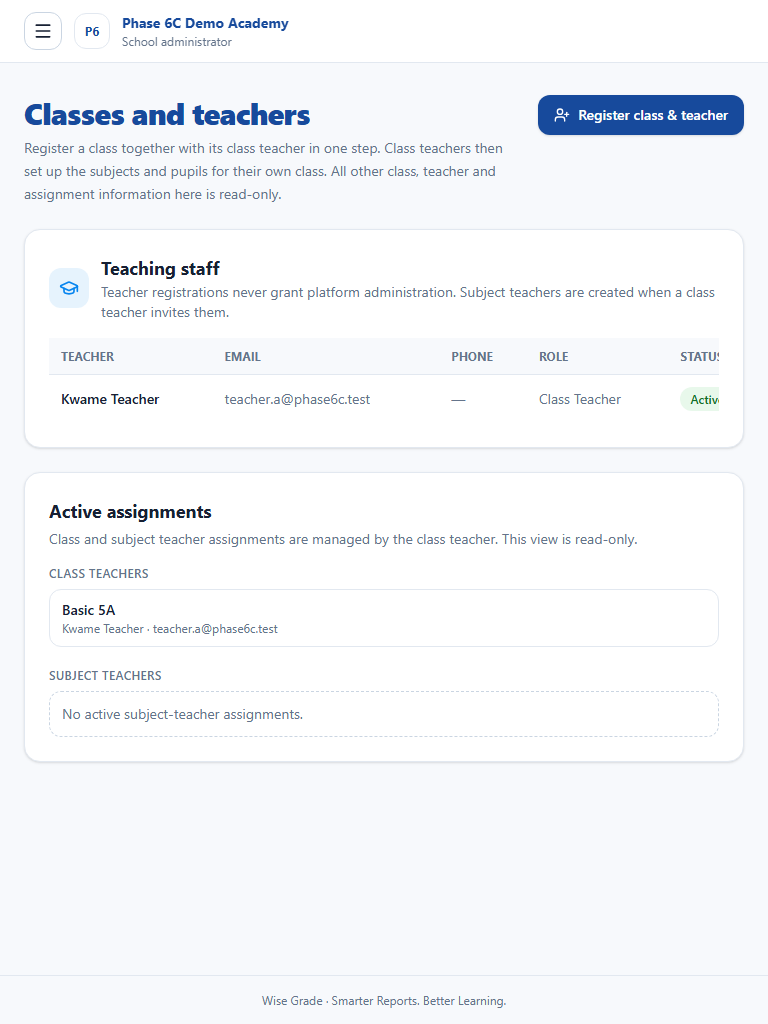 P6
Phase 6C Demo Academy
School administrator
Classes and teachers
Register class & teacher
Register a class together with its class teacher in one step. Class teachers then
set up the subjects and pupils for their own class. All other class, teacher and
assignment information here is read-only.
Teaching staff
Teacher registrations never grant platform administration. Subject teachers are created when a class
teacher invites them.
TEACHER EMAIL PHONE ROLE STATUS
Kwame Teacher teacher.a@phase6c.test — Class Teacher Activ
Active assignments
Class and subject teacher assignments are managed by the class teacher. This view is read-only.
CLASS TEACHERS
Basic 5A
Kwame Teacher · teacher.a@phase6c.test
SUBJECT TEACHERS
No active subject-teacher assignments.
Wise Grade · Smarter Reports. Better Learning.